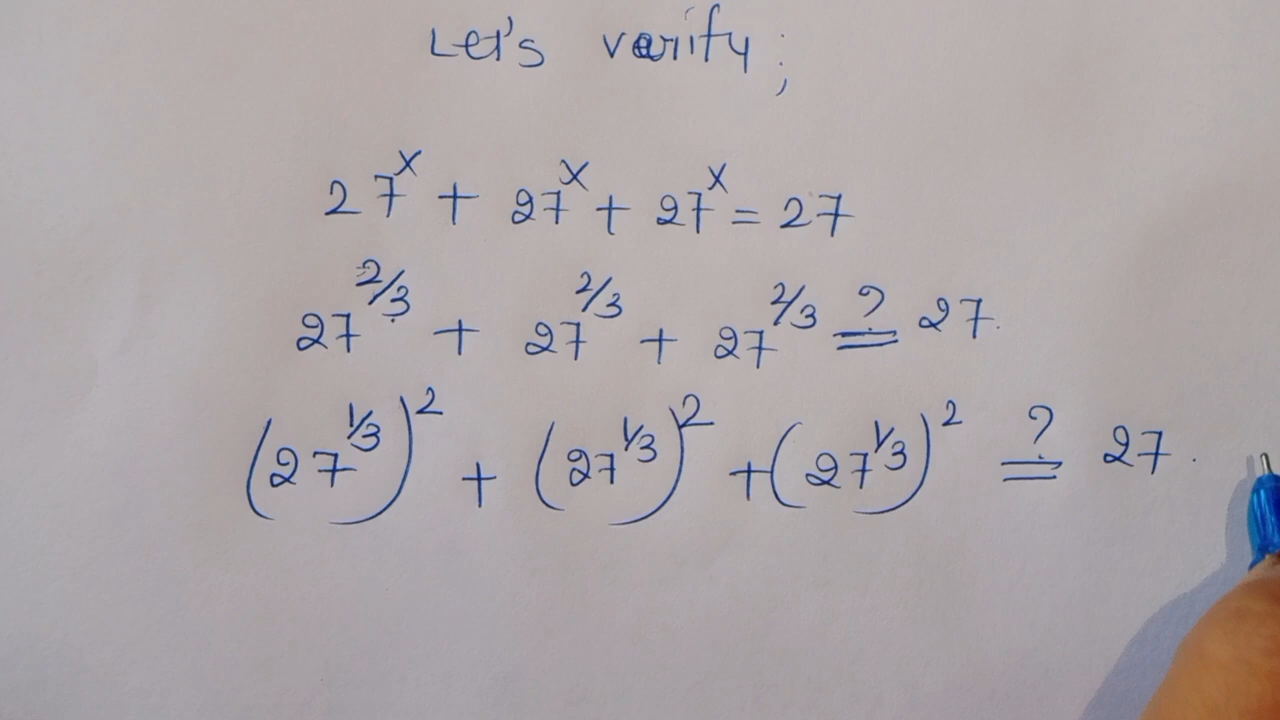 Let's verify;
27^x + 27^x + 27^x = 27
27^2/3 + 27^2/3 + 27^2/3 ?= 27.
(27^1/3)^2 + (27^1/3)^2 + (27^1/3)^2 ?= 27.